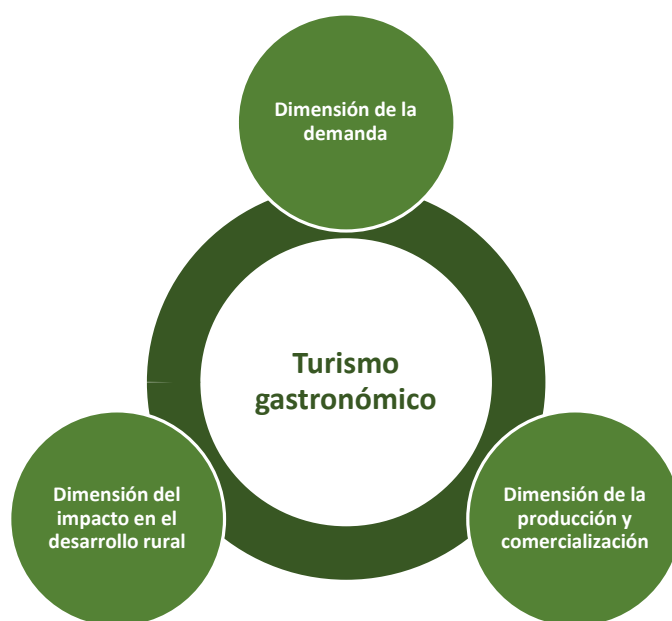 Dimensión de la
demanda
Turismo
gastronómico
Dimensión del
impacto en el
desarrollo rural
Dimensión de la
producción y
comercialización